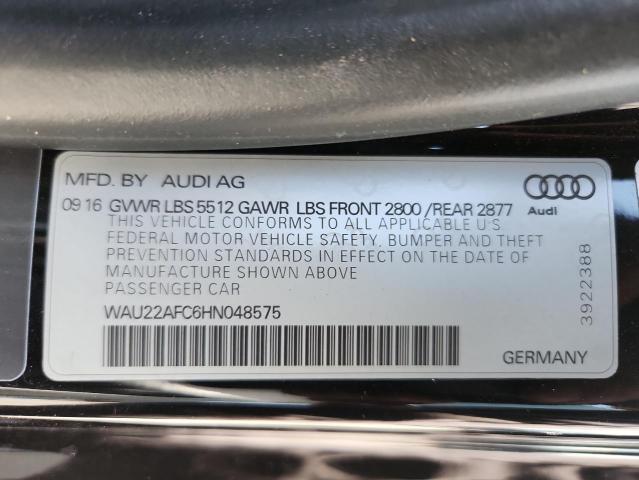 MFD. BY AUDI AG
Audi
09 16 GVWR LBS 5512 GAWR LBS FRONT 2800 /REAR 2877
THIS VEHICLE CONFORMS TO ALL APPLICABLE U S
FEDERAL MOTOR VEHICLE SAFETY, BUMPER AND THEFT
PREVENTION STANDARDS IN EFFECT ON THE DATE OF
MANUFACTURE SHOWN ABOVE
PASSENGER CAR
WAU22AFC6HN048575
3922388
GERMANY